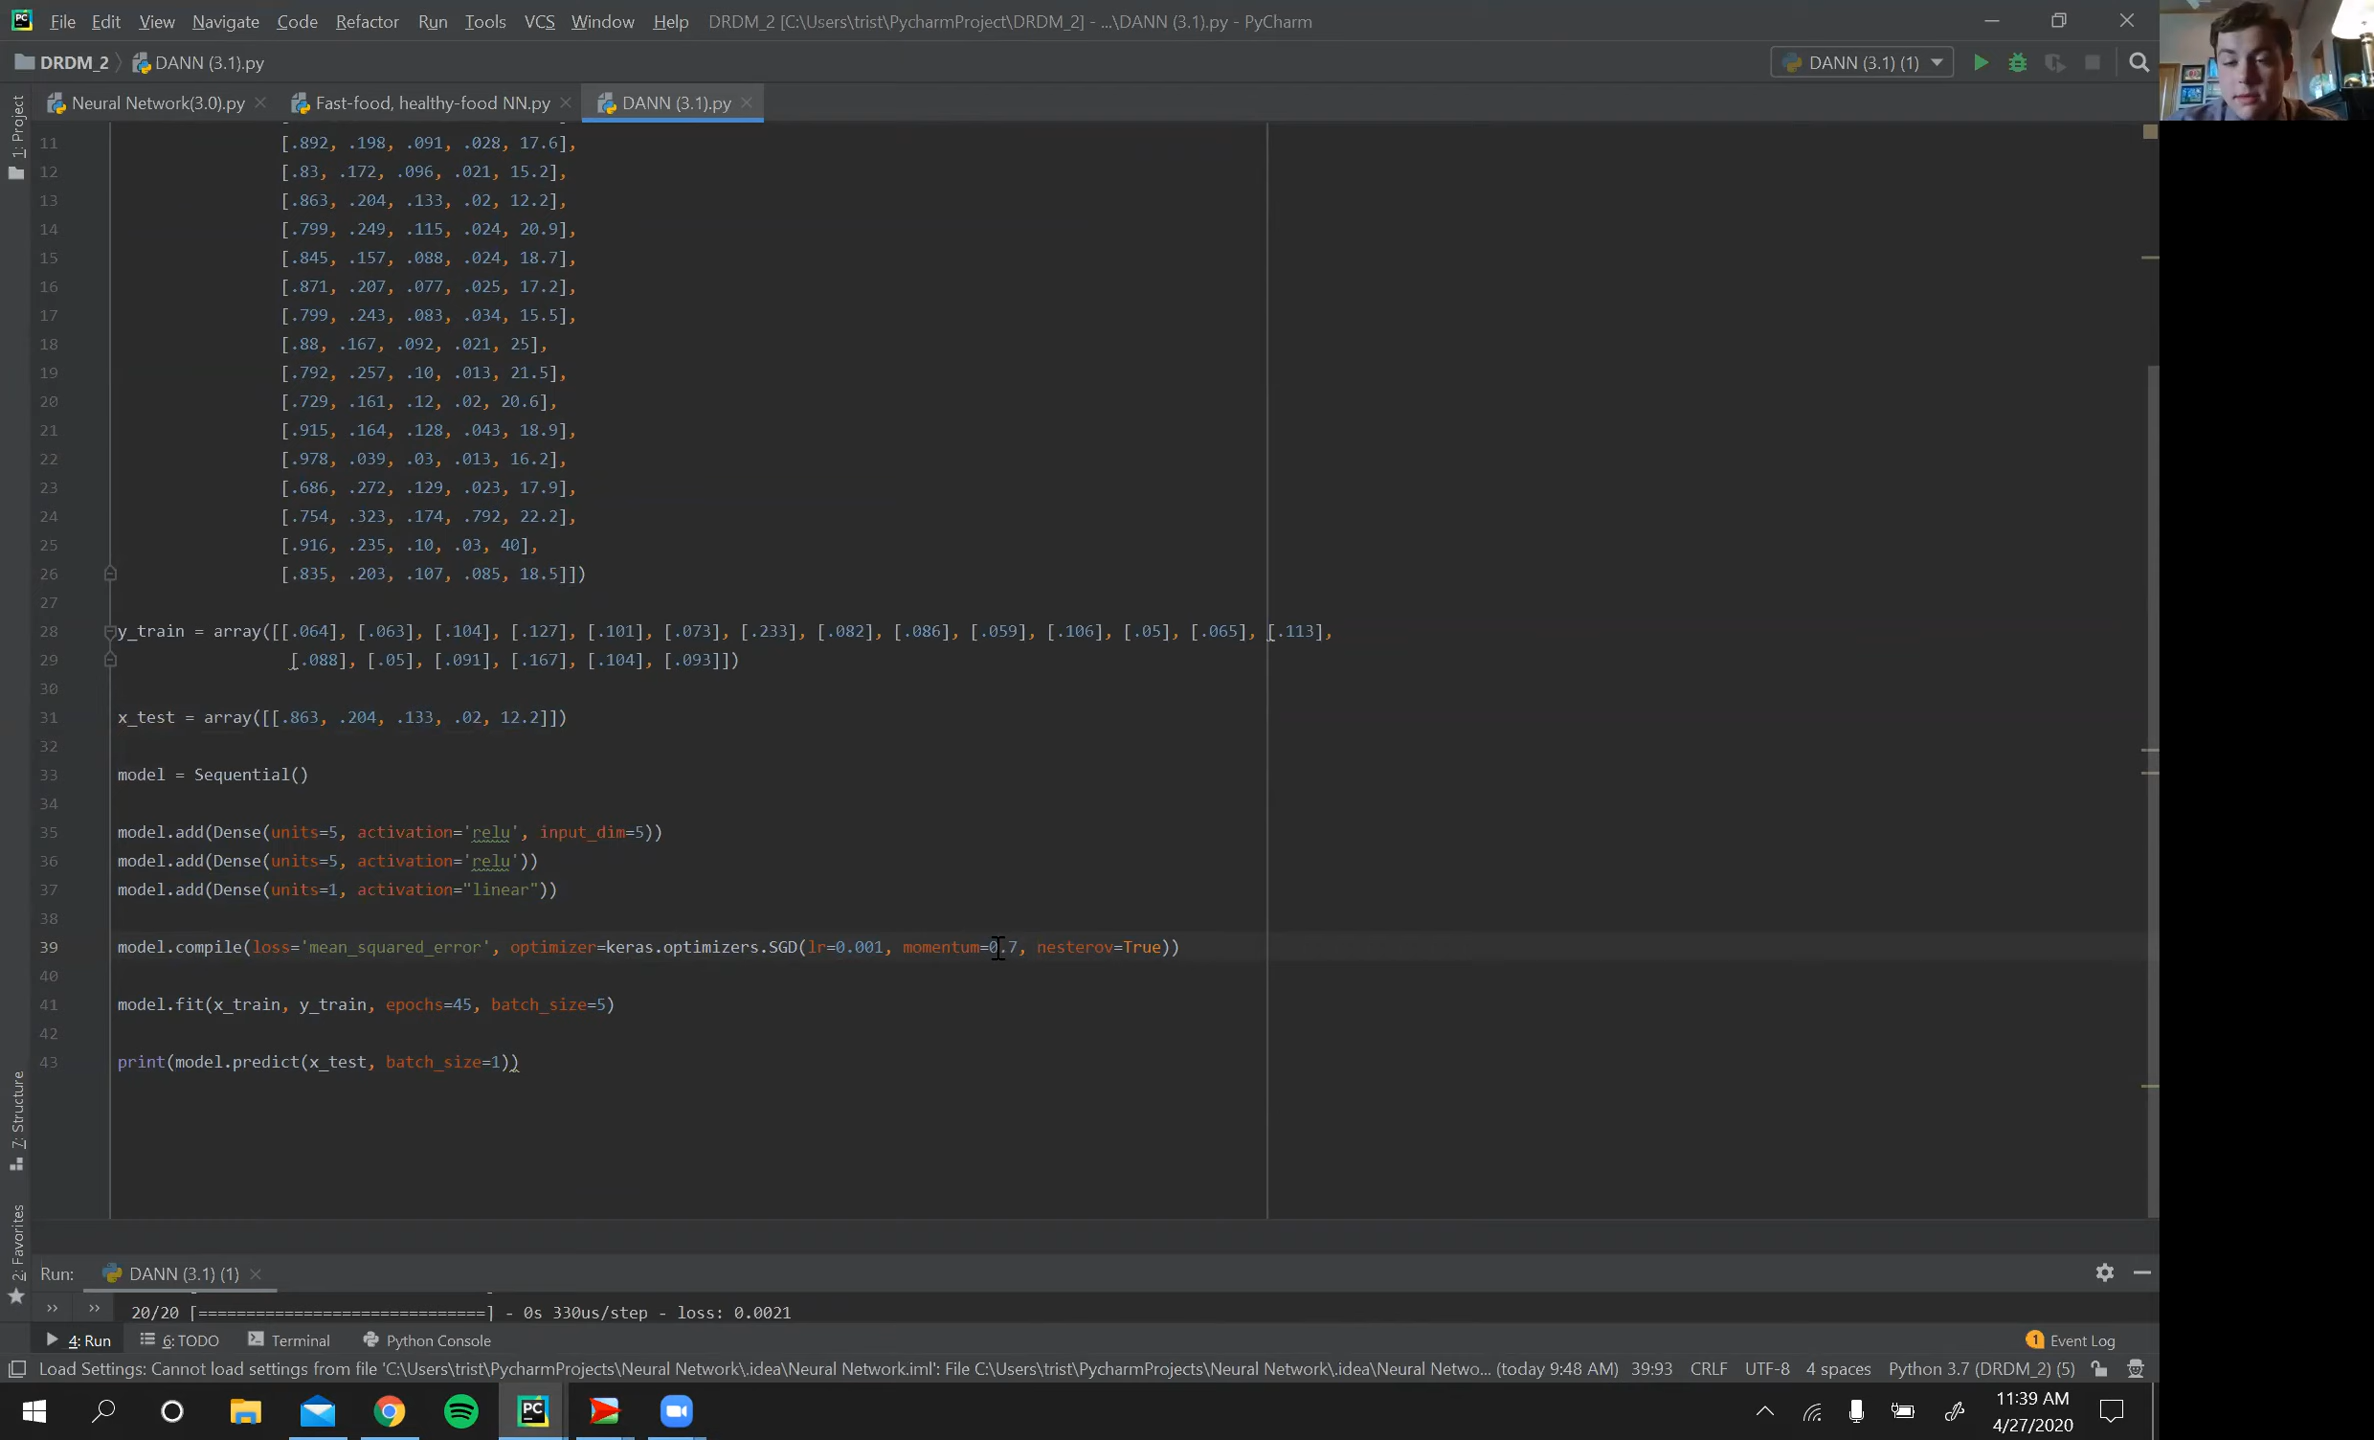 File Edit View Navigate Code Refactor Run Tools VCS Window Help DRDM_2 [C:\Users\trist\PycharmProject\DRDM_2] - ...\DANN (3.1).py - PyCharm
DRDM_2 DANN (3.1).py DANN (3.1) (1)
Neural Network(3.0).py Fast-food, healthy-food NN.py DANN (3.1).py
1: Project
11 [.892, .198, .091, .028, 17.6],
12 [.83, .172, .096, .021, 15.2],
13 [.863, .204, .133, .02, 12.2],
14 [.799, .249, .115, .024, 20.9],
15 [.845, .157, .088, .024, 18.7],
16 [.871, .207, .077, .025, 17.2],
17 [.799, .243, .083, .034, 15.5],
18 [.88, .167, .092, .021, 25],
19 [.792, .257, .10, .013, 21.5],
20 [.729, .161, .12, .02, 20.6],
21 [.915, .164, .128, .043, 18.9],
22 [.978, .039, .03, .013, 16.2],
23 [.686, .272, .129, .023, 17.9],
24 [.754, .323, .174, .792, 22.2],
25 [.916, .235, .10, .03, 40],
26 [.835, .203, .107, .085, 18.5]])
27
28 y_train = array([[.064], [.063], [.104], [.127], [.101], [.073], [.233], [.082], [.086], [.059], [.106], [.05], [.065], [.113],
29 [.088], [.05], [.091], [.167], [.104], [.093]])
30
31 x_test = array([[.863, .204, .133, .02, 12.2]])
32
33 model = Sequential()
34
35 model.add(Dense(units=5, activation='relu', input_dim=5))
36 model.add(Dense(units=5, activation='relu'))
37 model.add(Dense(units=1, activation="linear"))
38
39 model.compile(loss='mean_squared_error', optimizer=keras.optimizers.SGD(lr=0.001, momentum=0.7, nesterov=True))
40
41 model.fit(x_train, y_train, epochs=45, batch_size=5)
42
43 print(model.predict(x_test, batch_size=1))
7: Structure
2: Favorites
Run: DANN (3.1) (1)
20/20 [==============================] - 0s 330us/step - loss: 0.0021
4: Run 6: TODO Terminal Python Console 1 Event Log
Load Settings: Cannot load settings from file 'C:\Users\trist\PycharmProjects\Neural Network\.idea\Neural Network.iml': File C:\Users\trist\PycharmProjects\Neural Network\.idea\Neural Netwo... (today 9:48 AM) 39:93 CRLF UTF-8 4 spaces Python 3.7 (DRDM_2) (5)
PC
11:39 AM
4/27/2020